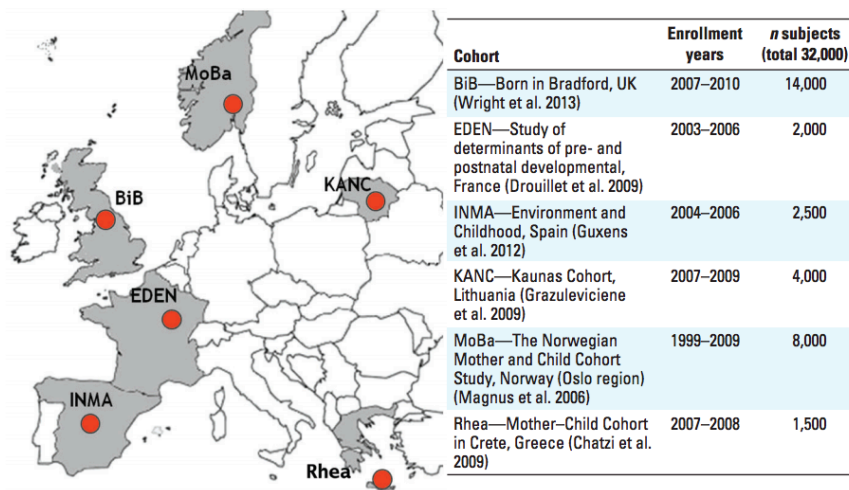 MoBa
BiB
KANC
EDEN
INMA
Rhea
Cohort Enrollment years n subjects (total 32,000)
BiB—Born in Bradford, UK 2007–2010 14,000
(Wright et al. 2013)
EDEN—Study of 2003–2006 2,000
determinants of pre- and
postnatal developmental,
France (Drouillet et al. 2009)
INMA—Environment and 2004–2006 2,500
Childhood, Spain (Guxens
et al. 2012)
KANC—Kaunas Cohort, 2007–2009 4,000
Lithuania (Grazuleviciene
et al. 2009)
MoBa—The Norwegian 1999–2009 8,000
Mother and Child Cohort
Study, Norway (Oslo region)
(Magnus et al. 2006)
Rhea—Mother–Child Cohort 2007–2008 1,500
in Crete, Greece (Chatzi et al.
2009)